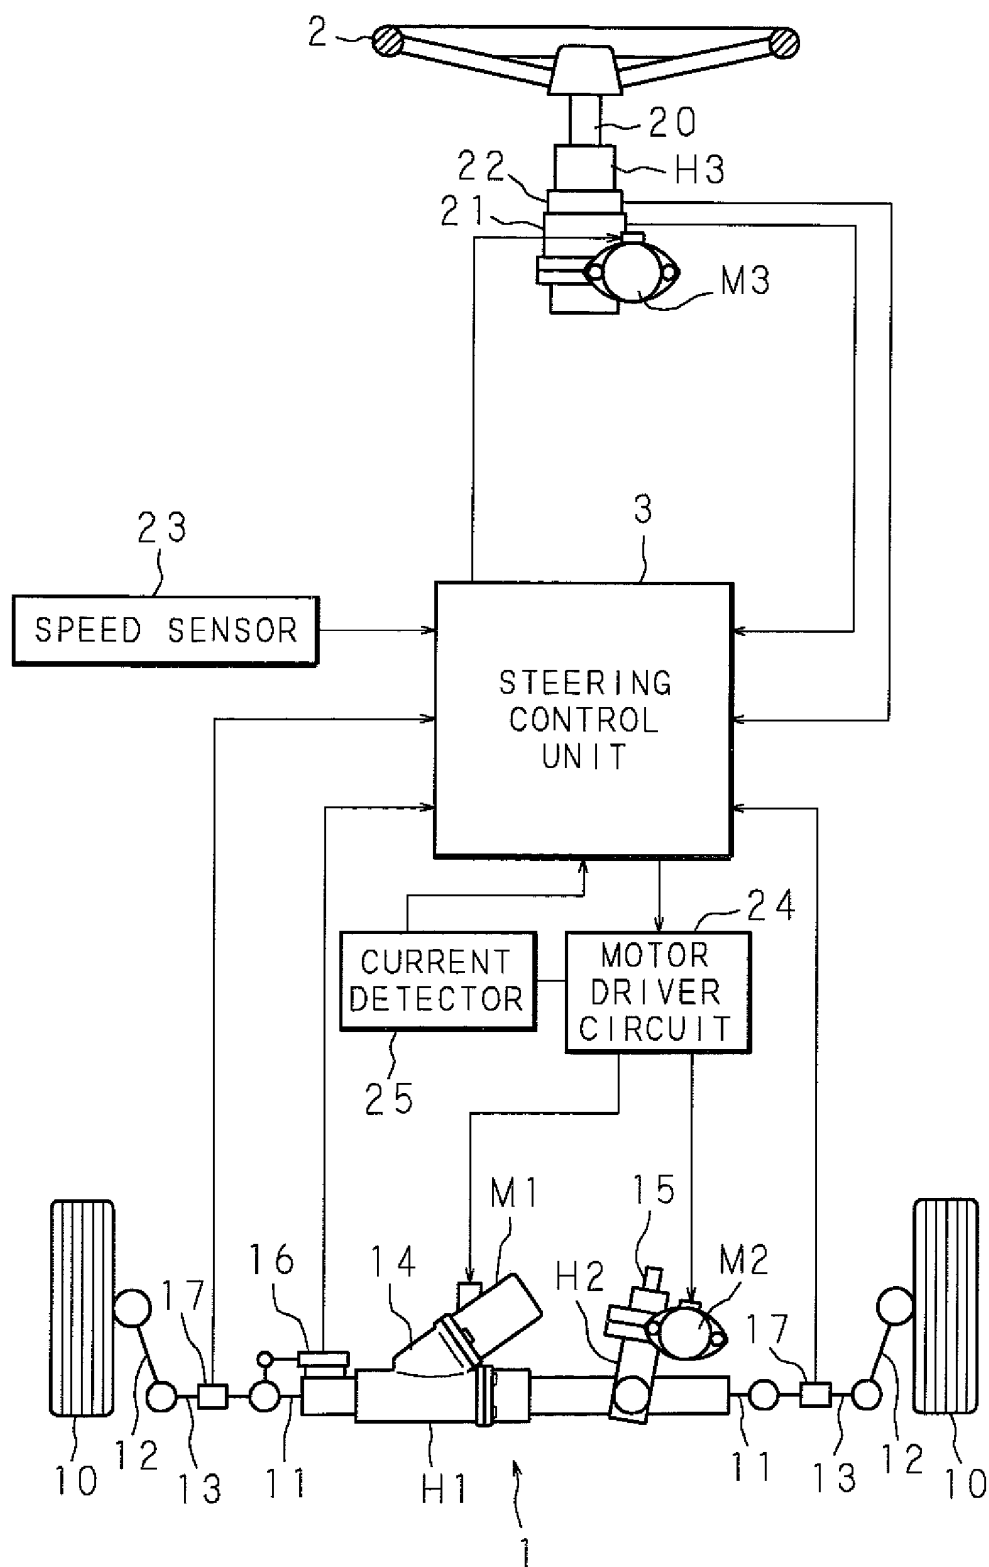 2
20
H3
22
21
M3
3
23
SPEED SENSOR
STEERING
CONTROL
UNIT
24
CURRENT
DETECTOR
MOTOR
DRIVER
CIRCUIT
25
M1
15
16
14
H2
M2
17
17
10
12
13
11
H1
11
13
12
10
1